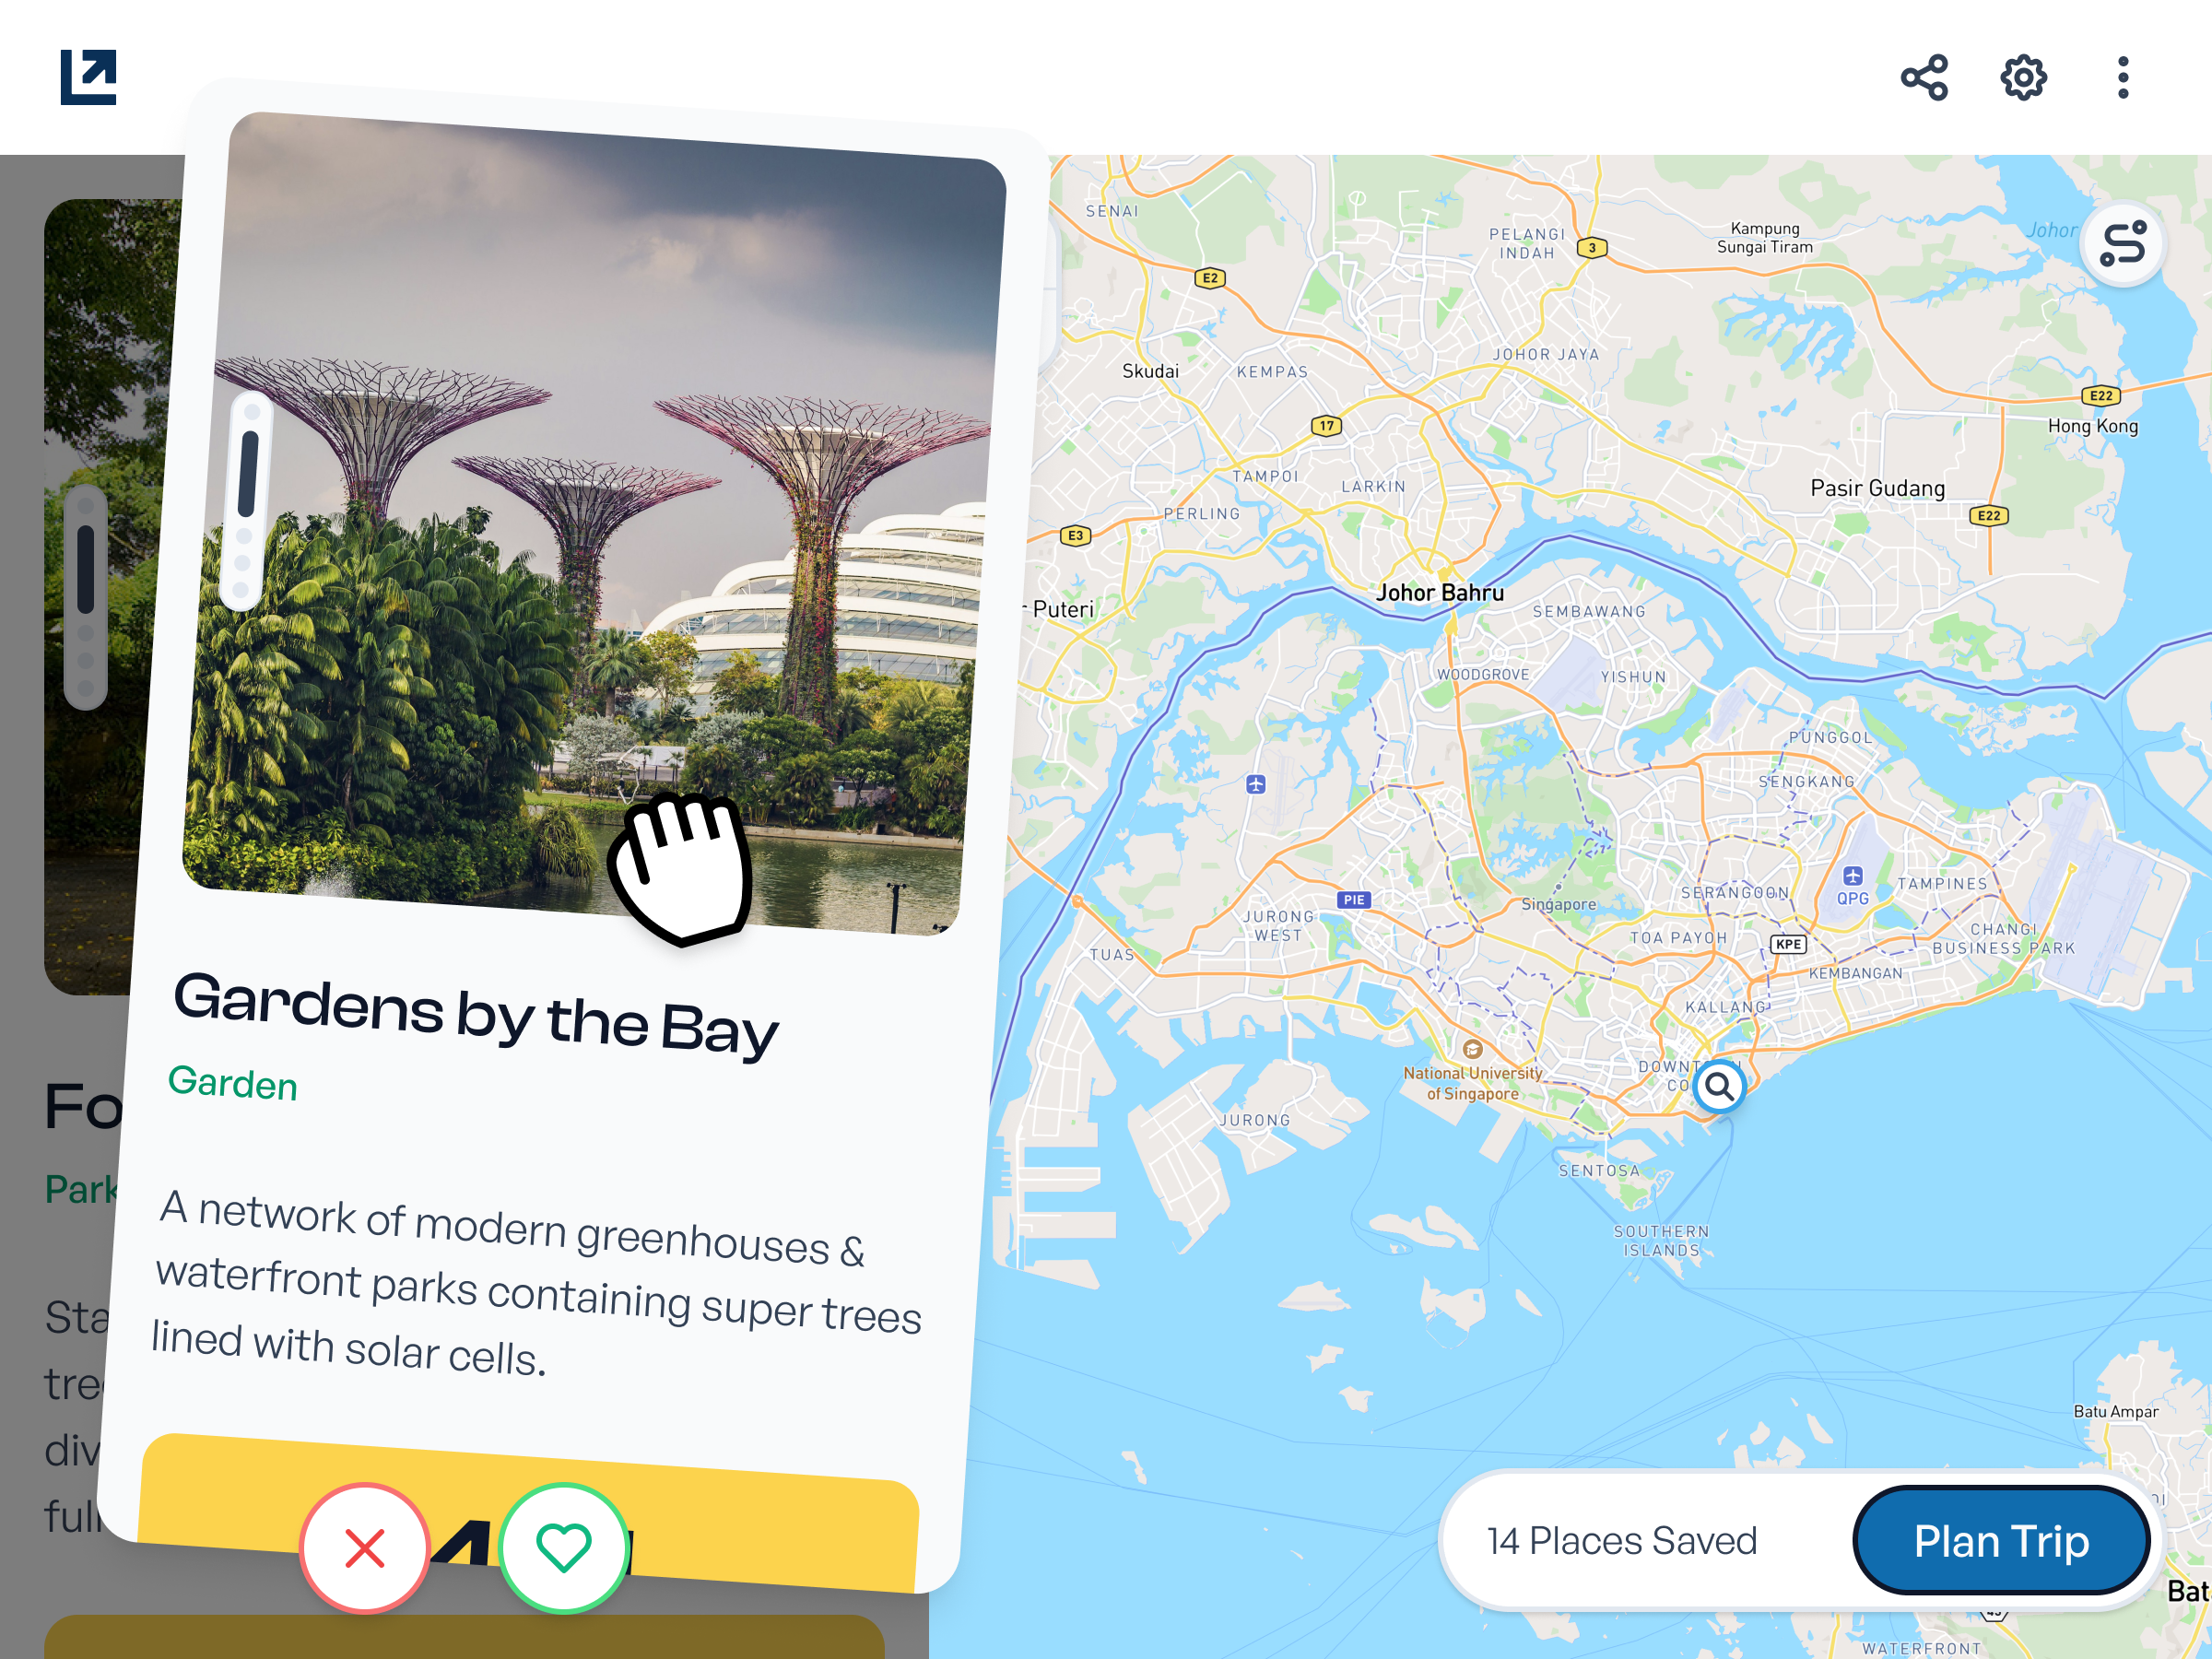 Gardens by the Bay
Garden
A network of modern greenhouses &
waterfront parks containing super trees
lined with solar cells.
Fo
Park
Sta
tre
div
full
SENAI
PELANGI
INDAH
3
Kampung
Sungai Tiram
Johor
E2
Skudai
KEMPAS
JOHOR JAYA
E22
Hong Kong
17
TAMPOI
LARKIN
Pasir Gudang
PERLING
E22
E3
Johor Bahru
Puteri
SEMBAWANG
WOODGROVE
YISHUN
PUNGGOL
SENGKANG
SERANGOON
QPG
TAMPINES
PIE
Singapore
JURONG
WEST
TOA PAYOH
KPE
CHANGI
BUSINESS PARK
TUAS
KEMBANGAN
KALLANG
National University
of Singapore
DOWNT
CO
JURONG
SENTOSA
SOUTHERN
ISLANDS
Batu Ampar
14 Places Saved
Plan Trip
Bat
WATERFRONT